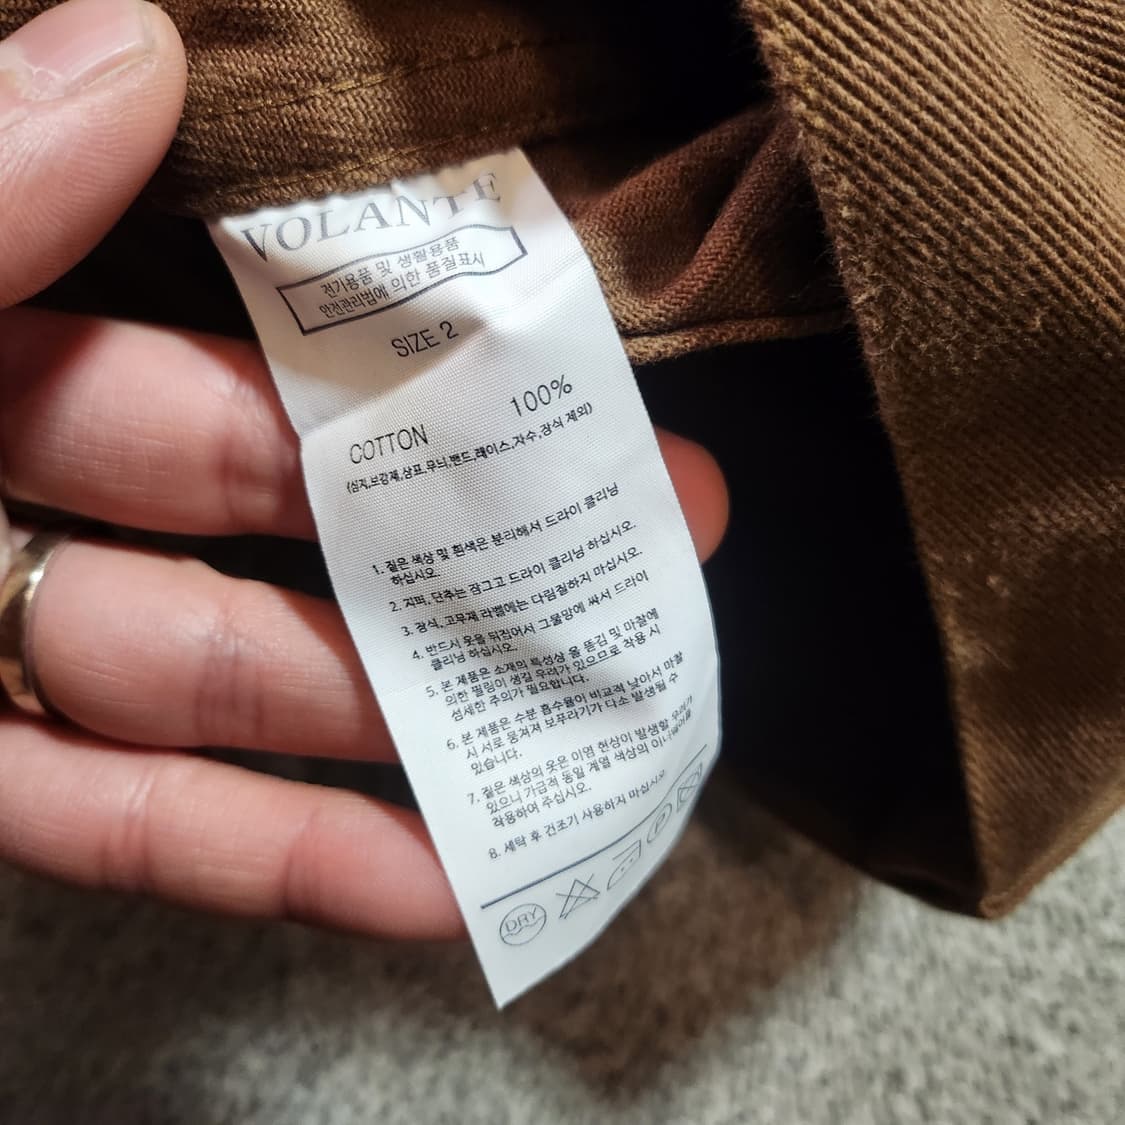 VOLANTE
전기용품 및 생활용품
안전관리법에 의한 품질표시
SIZE 2
COTTON 100%
(심지,보강제,상표,무늬,밴드,레이스,자수,장식 제외)
1. 짙은 색상 및 흰색은 분리해서 드라이 클리닝
하십시오.
2. 지퍼, 단추는 잠그고 드라이 클리닝 하십시오.
3. 장식, 고무재 라벨에는 다림질하지 마십시오.
4. 반드시 옷을 뒤집어서 그물망에 싸서 드라이
클리닝 하십시오.
5. 본 제품은 소재의 특성상 올 뜯김 및 마찰에
의한 필링이 생길 우려가 있으므로 착용 시
섬세한 주의가 필요합니다.
6. 본 제품은 수분 흡수율이 비교적 낮아서 마찰
시 서로 뭉쳐져 보푸라기가 다소 발생될 수
있습니다.
7. 짙은 색상의 옷은 이염 현상이 발생할 우려가
있으니 가급적 동일 계열 색상의 이너웨어를
착용하여 주십시오.
8. 세탁 후 건조기 사용하지 마십시오
DRY P